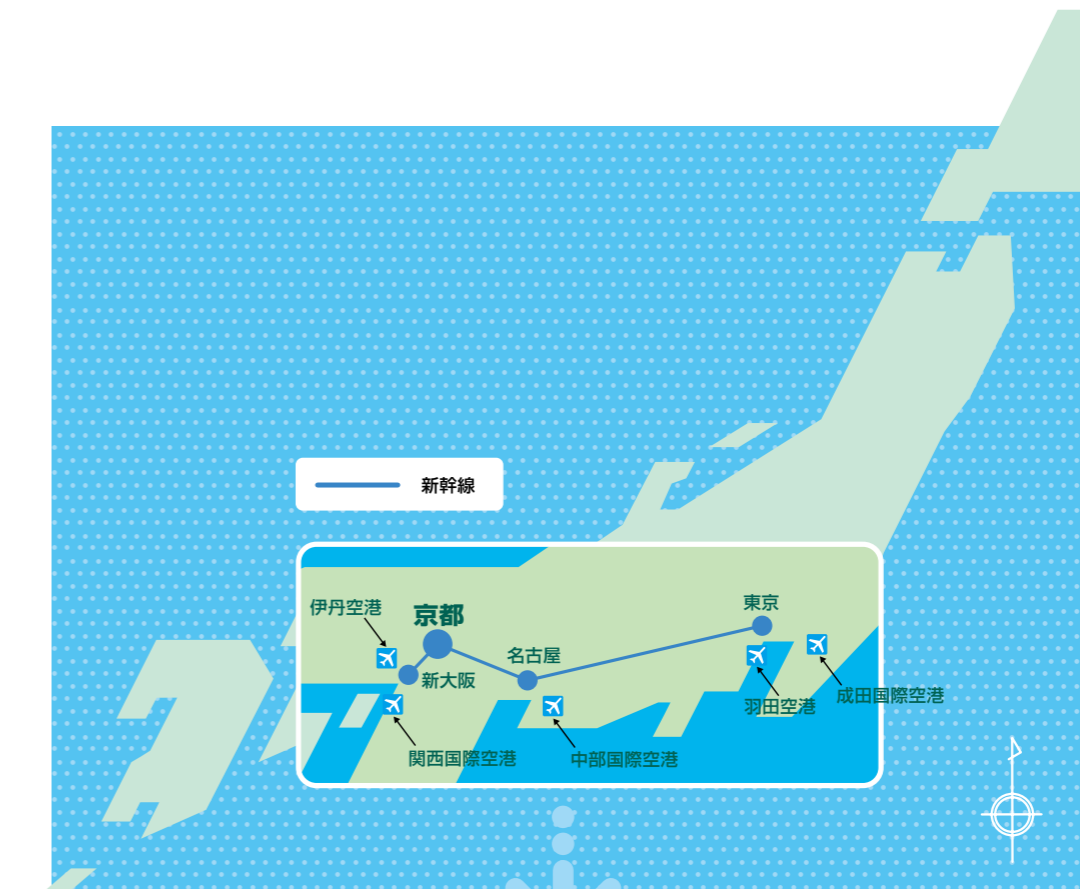 新幹線
伊丹空港
京都
東京
名古屋
新大阪
羽田空港
成田国際空港
関西国際空港
中部国際空港